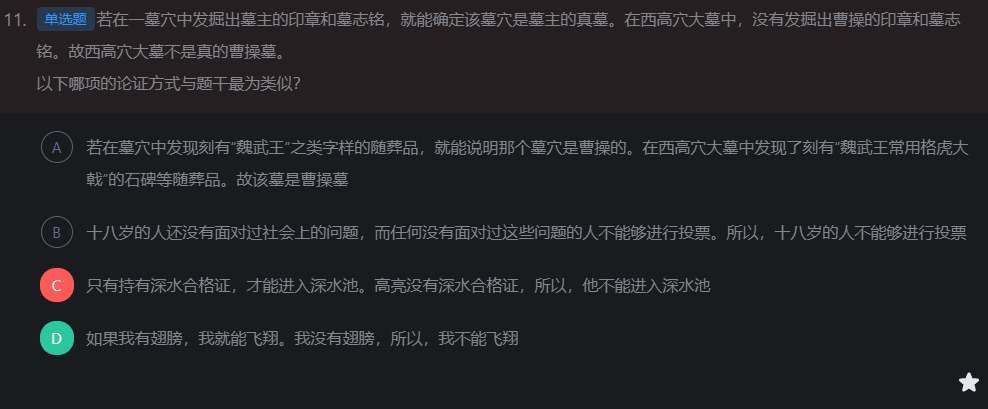 11. 单选题 若在一墓穴中发掘出墓主的印章和墓志铭，就能确定该墓穴是墓主的真墓。在西高穴大墓中，没有发掘出曹操的印章和墓志
铭。故西高穴大墓不是真的曹操墓。
以下哪项的论证方式与题干最为类似？
A 若在墓穴中发现刻有“魏武王”之类字样的随葬品，就能说明那个墓穴是曹操的。在西高穴大墓中发现了刻有“魏武王常用格虎大
戟”的石碑等随葬品。故该墓是曹操墓
B 十八岁的人还没有面对过社会上的问题，而任何没有面对过这些问题的人不能够进行投票。所以，十八岁的人不能够进行投票
C 只有持有深水合格证，才能进入深水池。高亮没有深水合格证，所以，他不能进入深水池
D 如果我有翅膀，我就能飞翔。我没有翅膀，所以，我不能飞翔